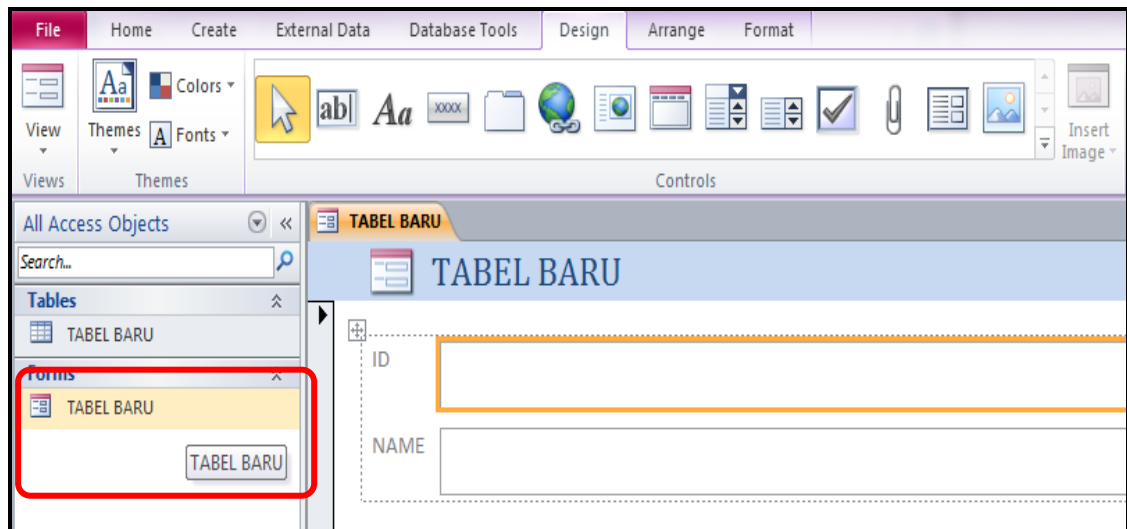 File Home Create External Data Database Tools Design Arrange Format
Aa Colors
ab Aa XXXX
View Themes A Fonts Insert
Image
Views Themes Controls
All Access Objects « TABEL BARU
Search... TABEL BARU
Tables
TABEL BARU
ID
Forms
TABEL BARU
NAME
TABEL BARU